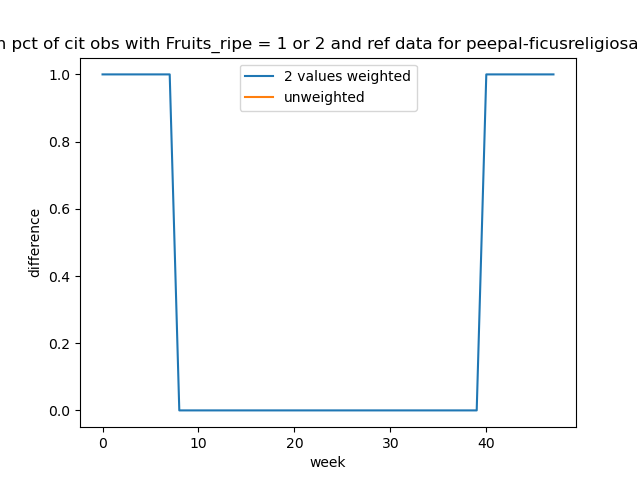 pct of cit obs with Fruits_ripe = 1 or 2 and ref data for peepal-ficusreligiosa
2 values weighted
unweighted
1.0
0.8
0.6
0.4
0.2
0.0
difference
0 10 20 30 40
week